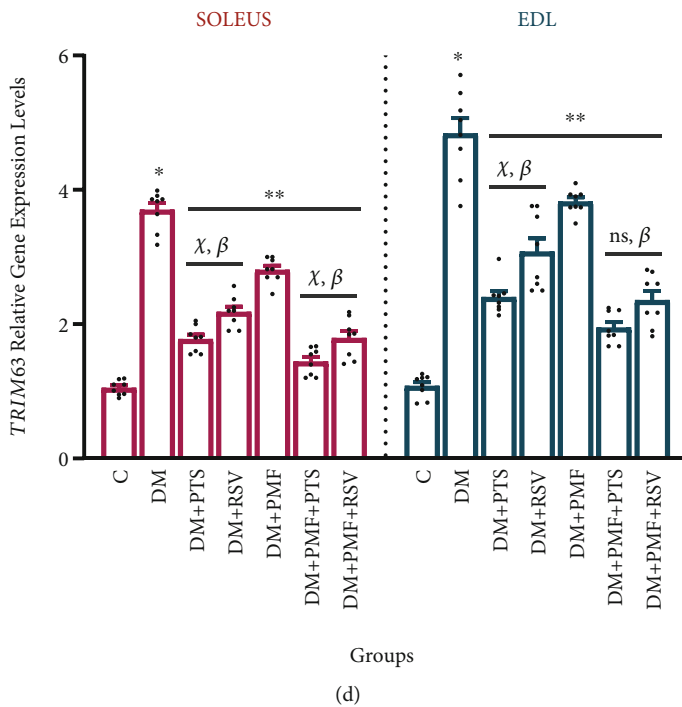 SOLEUS
EDL
TRIM63 Relative Gene Expression Levels
6
4
2
0
*
**
χ, β
χ, β
*
**
χ, β
ns, β
C
DM
DM+PTS
DM+RSV
DM+PMF
DM+PMF+PTS
DM+PMF+RSV
C
DM
DM+PTS
DM+RSV
DM+PMF
DM+PMF+PTS
DM+PMF+RSV
Groups
(d)